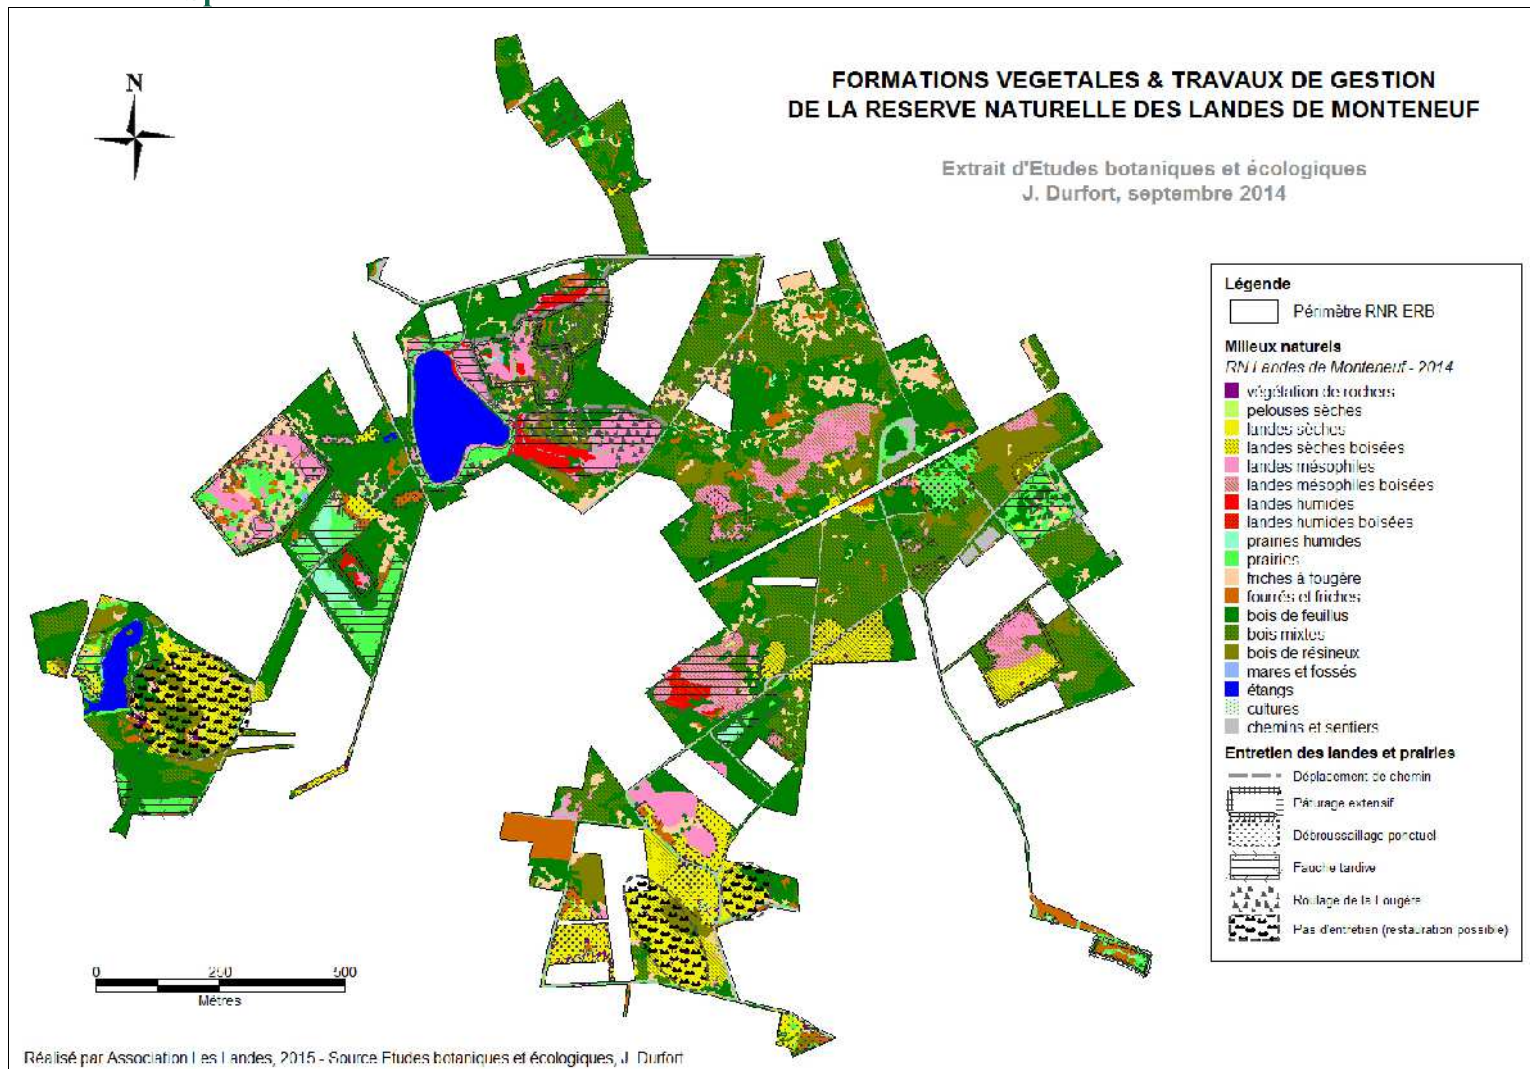 N
FORMATIONS VEGETALES & TRAVAUX DE GESTION
DE LA RESERVE NATURELLE DES LANDES DE MONTENEUF
Extrait d'Etudes botaniques et écologiques
J. Durfort, septembre 2014
Légende
Périmètre RNR ERB
Milieux naturels
RN Landes de Monteneuf - 2014
végétation de rochers
pelouses sèches
landes sèches
landes sèches boisées
landes mésophiles
landes mésophiles boisées
landes humides
landes humides boisées
prairies humides
prairies
friches à fougère
fourrés et friches
bois de feuillus
bois mixtes
bois de résineux
mares et fossés
étangs
cultures
chemins et sentiers
Entretien des landes et prairies
Déplacement de chemin
Pâturage extensif
Débroussaillage ponctuel
Fauche tardive
Roulage de la Fougère
Pas d'entretien (restauration possible)
0 250 500
Mètres
Réalisé par Association Les Landes, 2015 - Source Etudes botaniques et écologiques, J. Durfort